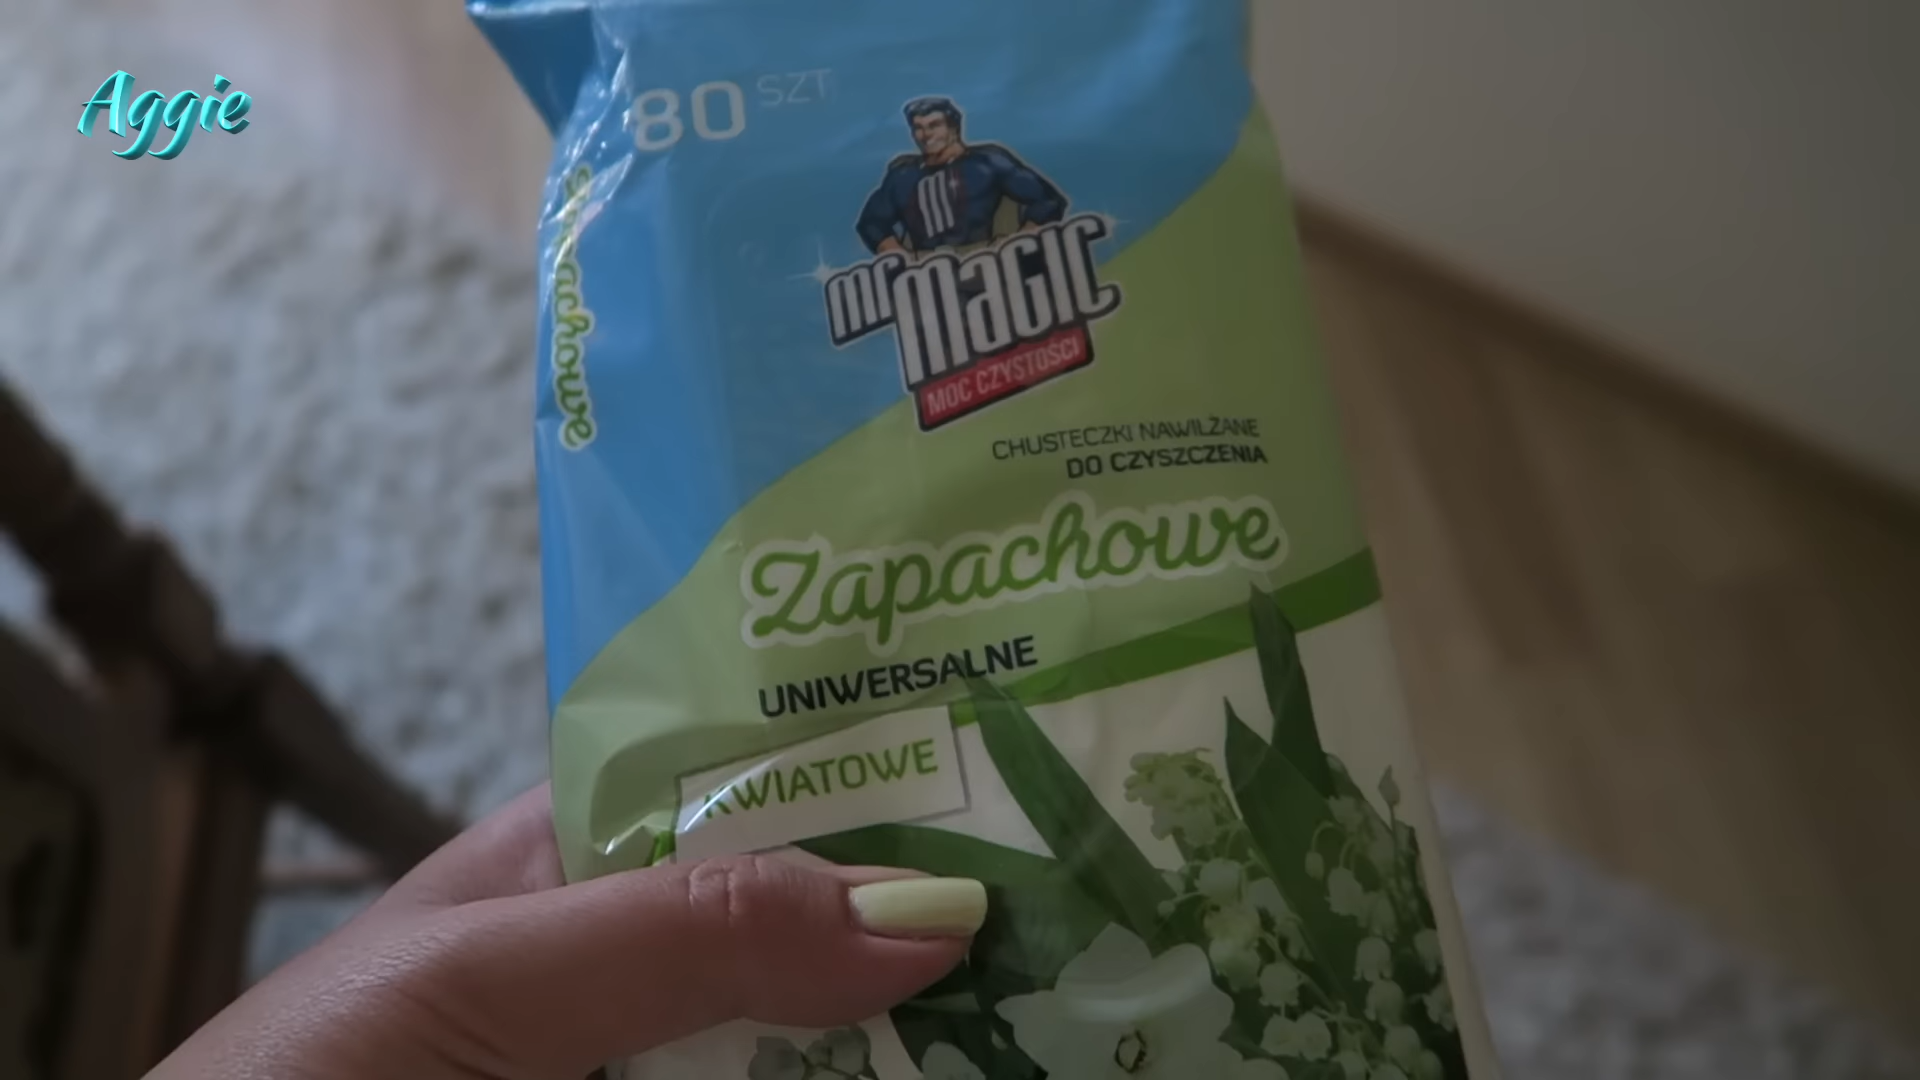 Aggie
80 SZT
M+
mr
MaGIC
MOC CZYSTOŚCI
CHUSTECZKI NAWILŻANE
DO CZYSZCZENIA
Zapachowe
UNIWERSALNE
KWIATOWE
Zapachowe